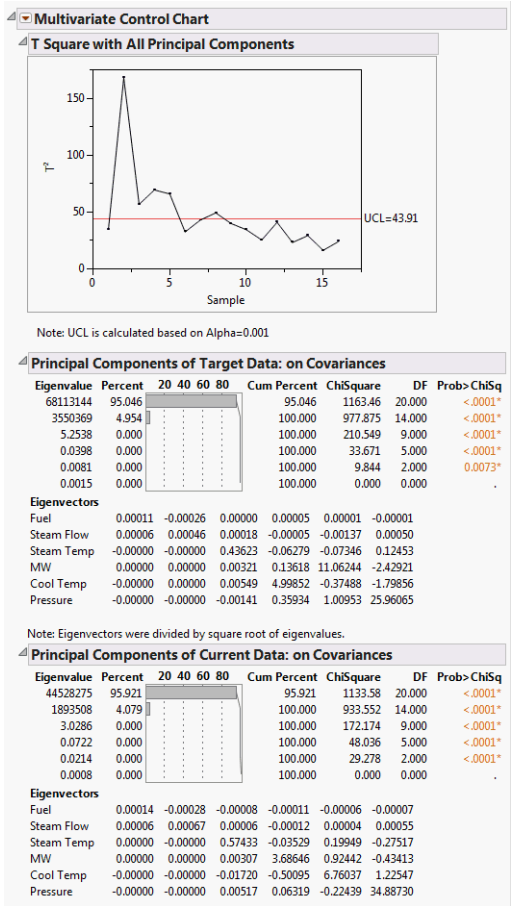 Multivariate Control Chart
T Square with All Principal Components
T²
150
100
50
0
UCL=43.91
0 5 10 15
Sample
Note: UCL is calculated based on Alpha=0.001
Principal Components of Target Data: on Covariances
Eigenvalue Percent 20 40 60 80 Cum Percent ChiSquare DF Prob>ChiSq
68113144 95.046 95.046 1163.46 20.000 <.0001*
3550369 4.954 100.000 977.875 14.000 <.0001*
5.2538 0.000 100.000 210.549 9.000 <.0001*
0.0398 0.000 100.000 33.671 5.000 <.0001*
0.0081 0.000 100.000 9.844 2.000 0.0073*
0.0015 0.000 100.000 0.000 0.000 .
Eigenvectors
Fuel 0.00011 -0.00026 0.00000 0.00005 0.00001 -0.00001
Steam Flow 0.00006 0.00046 0.00018 -0.00005 -0.00137 0.00050
Steam Temp -0.00000 -0.00000 0.43623 -0.06279 -0.07346 0.12453
MW 0.00000 0.00000 0.00321 0.13618 11.06244 -2.42921
Cool Temp -0.00000 0.00000 0.00549 4.99852 -0.37488 -1.79856
Pressure -0.00000 -0.00000 -0.00141 0.35934 1.00953 25.96065
Note: Eigenvectors were divided by square root of eigenvalues.
Principal Components of Current Data: on Covariances
Eigenvalue Percent 20 40 60 80 Cum Percent ChiSquare DF Prob>ChiSq
44528275 95.921 95.921 1133.58 20.000 <.0001*
1893508 4.079 100.000 933.552 14.000 <.0001*
3.0286 0.000 100.000 172.174 9.000 <.0001*
0.0722 0.000 100.000 48.036 5.000 <.0001*
0.0214 0.000 100.000 29.278 2.000 <.0001*
0.0008 0.000 100.000 0.000 0.000 .
Eigenvectors
Fuel 0.00014 -0.00028 -0.00008 -0.00011 -0.00006 -0.00007
Steam Flow 0.00006 0.00067 0.00006 -0.00012 0.00004 0.00055
Steam Temp 0.00000 -0.00000 0.57433 -0.03529 0.19949 -0.27517
MW 0.00000 0.00000 0.00307 3.68646 0.92442 -0.43413
Cool Temp -0.00000 -0.00000 -0.01720 -0.50095 6.76037 1.22547
Pressure -0.00000 -0.00000 0.00517 0.06319 -0.22439 34.88730